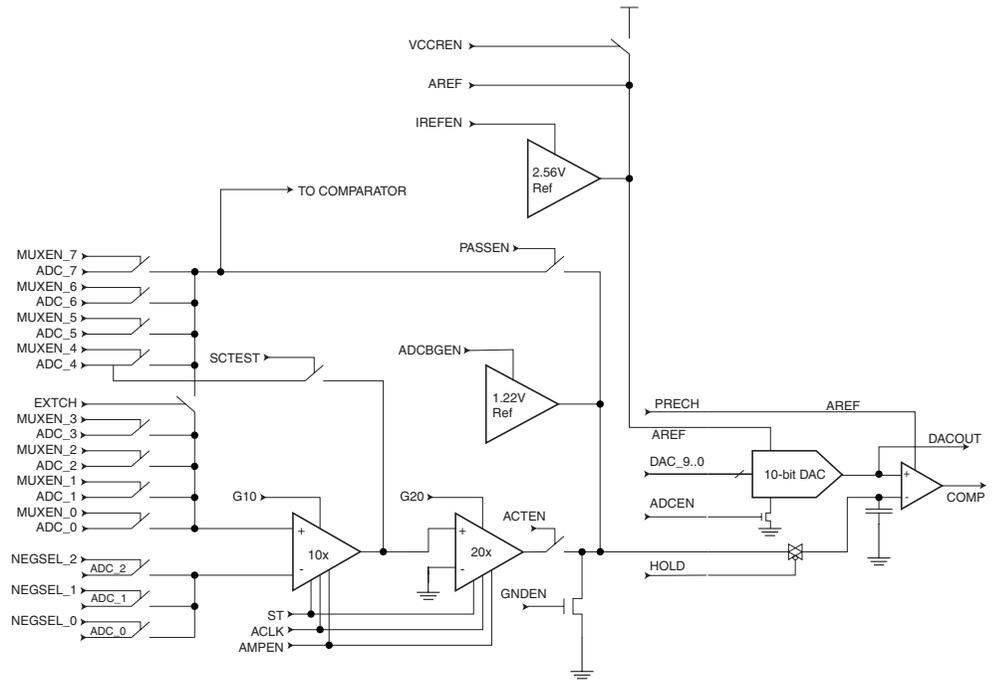 VCCREN
AREF
IREFEN
2.56V
Ref
TO COMPARATOR
PASSEN
MUXEN_7
ADC_7
MUXEN_6
ADC_6
MUXEN_5
ADC_5
MUXEN_4
ADC_4
SCTEST
ADCBGEN
1.22V
Ref
EXTCH
MUXEN_3
ADC_3
MUXEN_2
ADC_2
MUXEN_1
ADC_1
MUXEN_0
ADC_0
NEGSEL_2
ADC_2
NEGSEL_1
ADC_1
NEGSEL_0
ADC_0
G10
+
10x
-
G20
+
20x
-
ACTEN
GNDEN
ST
ACLK
AMPEN
PRECH
AREF
AREF
DACOUT
DAC_9..0
10-bit DAC
+
-
COMP
ADCEN
HOLD